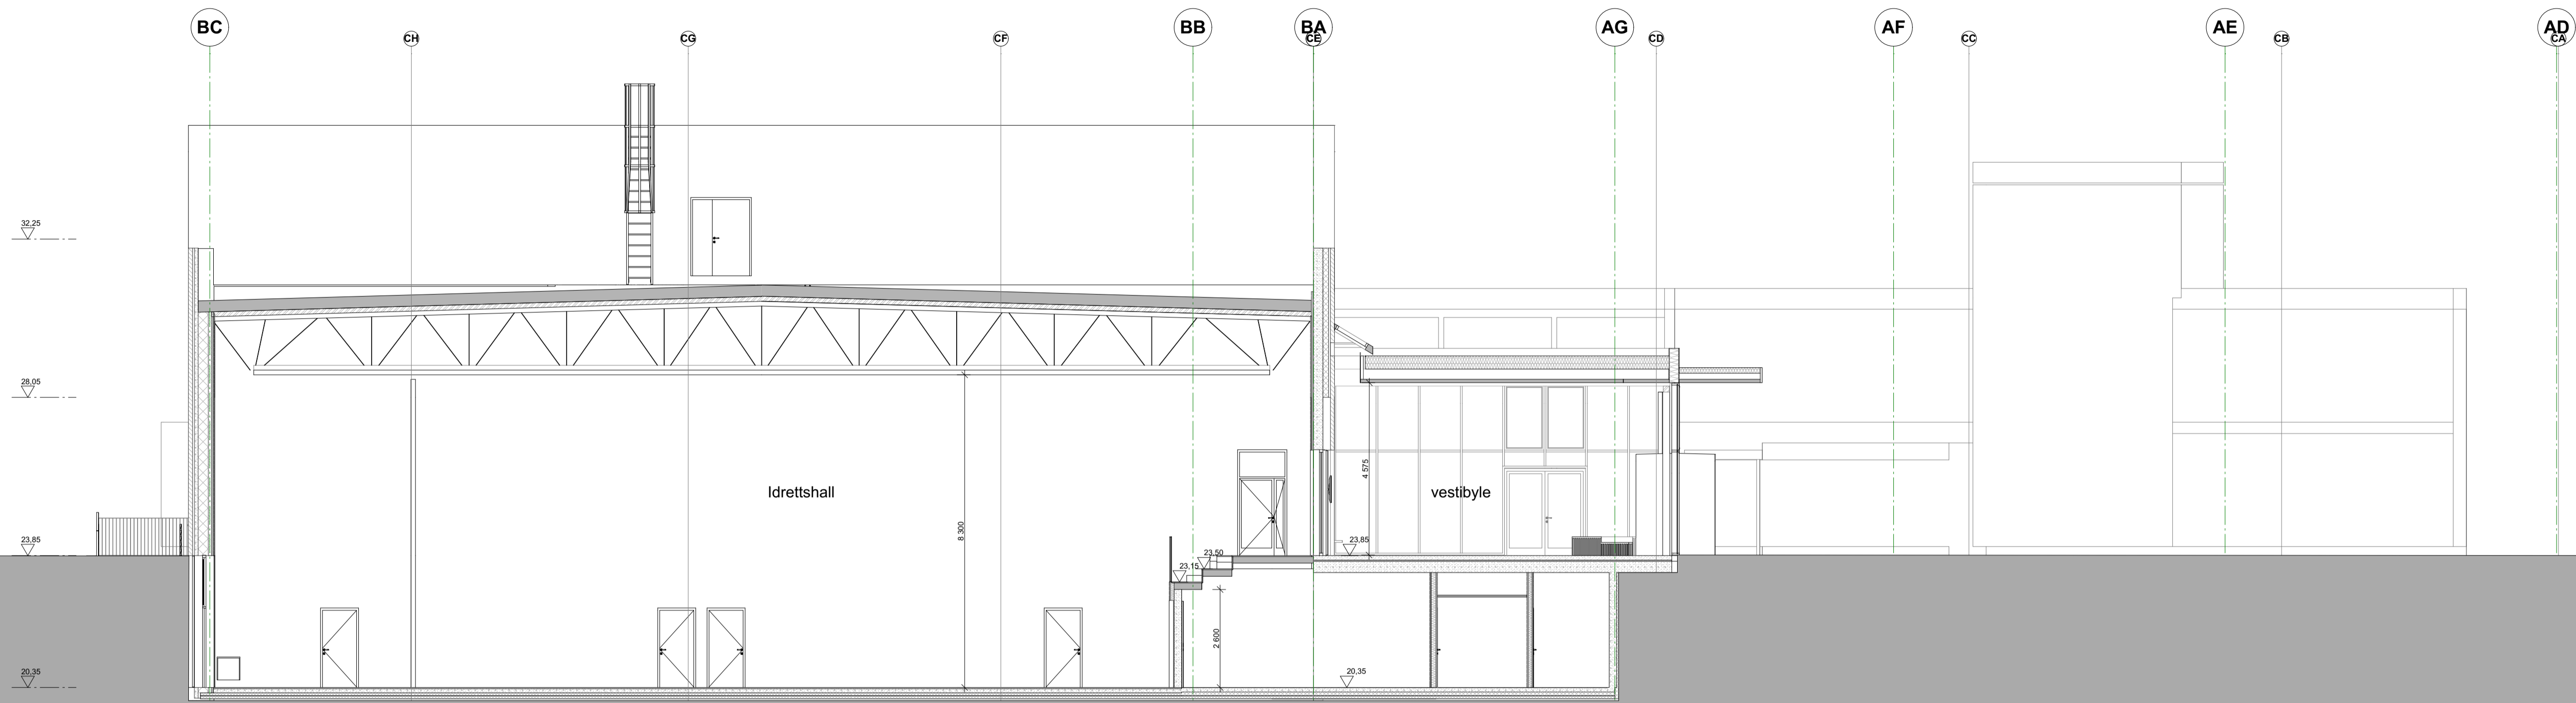 BC
CH
CG
CF
BB
BA
CE
AG
CD
AF
CC
AE
CB
AD
CA
32,25
28,05
4 575
Idrettshall
vestibyle
8 300
23,85
23,85
23,50
23,15
2 600
20,35
20,35